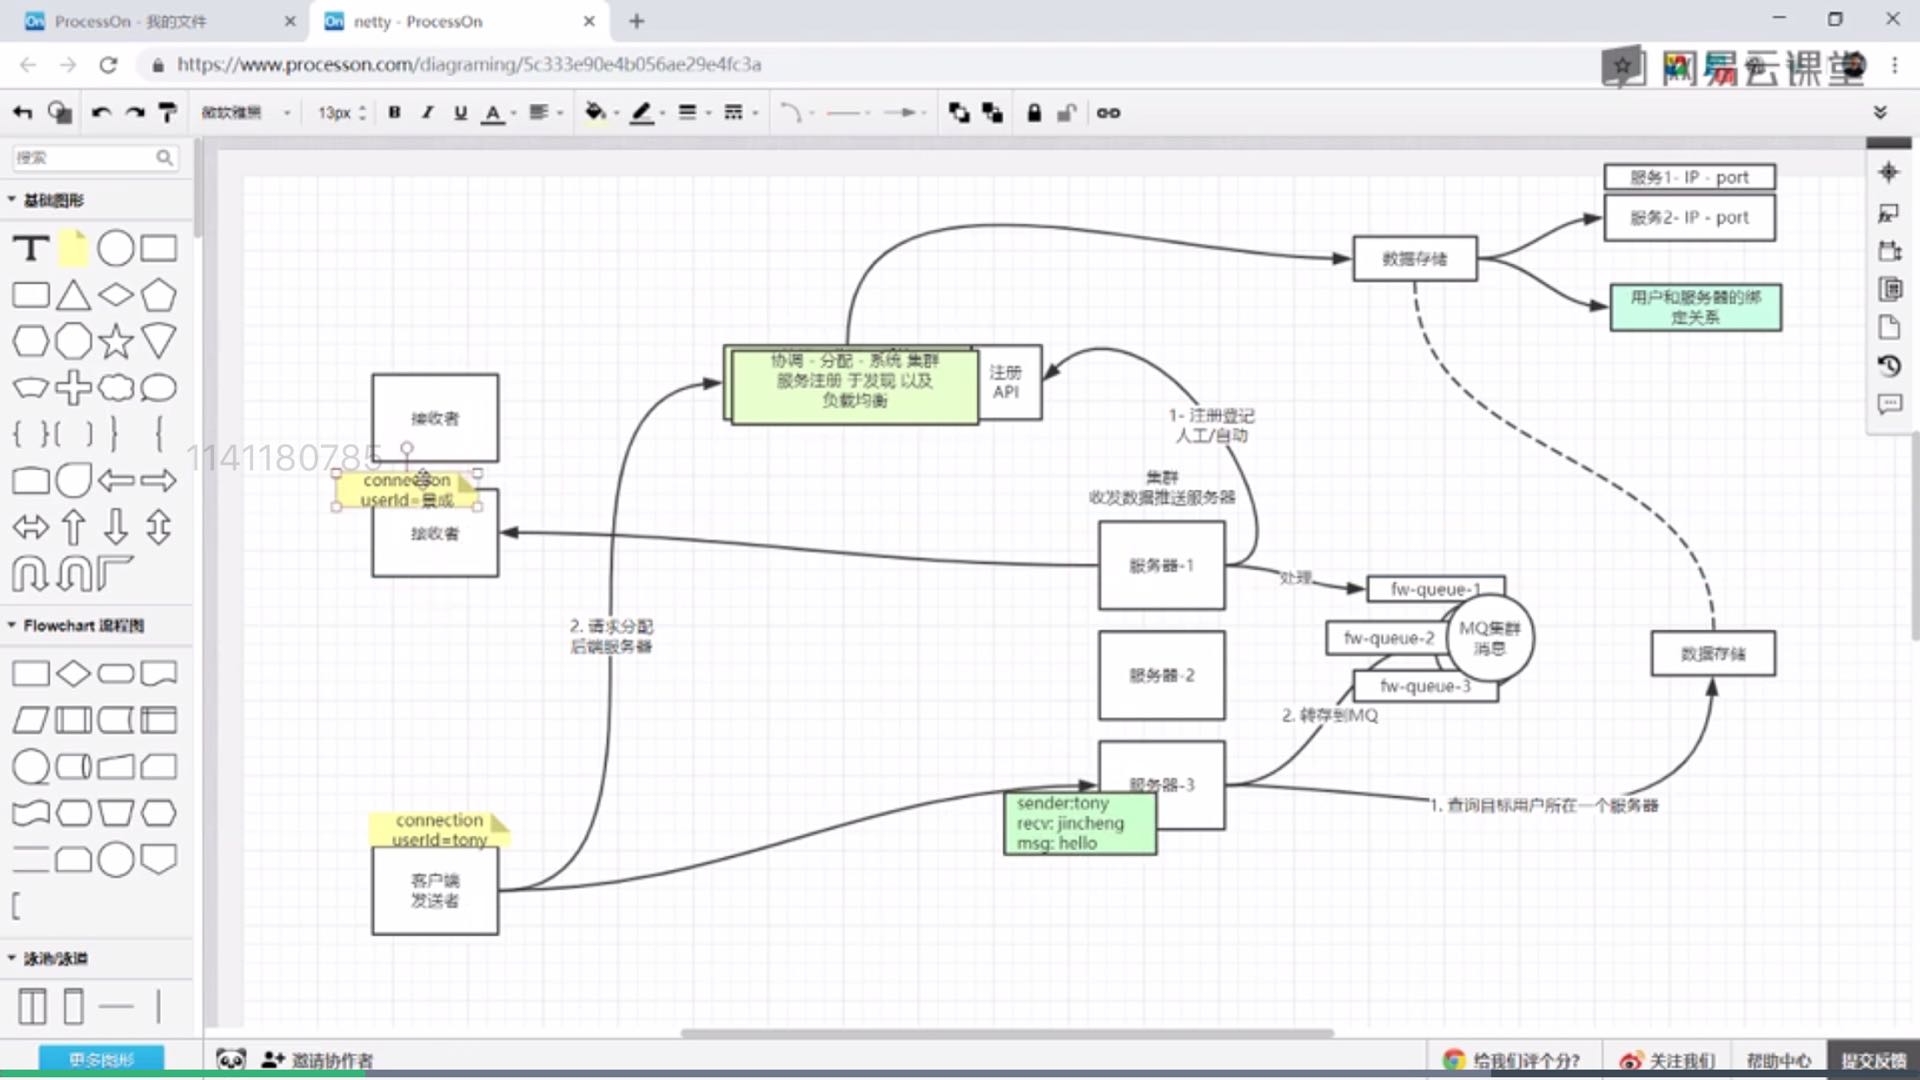 ProcessOn - 我的文件
netty - ProcessOn
https://www.processon.com/diagraming/5c333e90e4b056ae29e4fc3a
网易云课堂
微软雅黑
13px
B I U A
搜索
基础图形
Flowchart 流程图
泳池/泳道
更多图形
服务1- IP - port
服务2- IP - port
数据存储
用户和服务器的绑
定关系
协调 - 分配 - 系统 集群
服务注册 于发现 以及
负载均衡
注册
API
接收者
1141180785
connection
userId=景成
接收者
1- 注册登记
人工/自动
集群
收发数据推送服务器
服务器-1
处理
fw-queue-1
fw-queue-2
MQ集群
消息
fw-queue-3
2. 请求分配
后端服务器
服务器-2
数据存储
2. 转存到MQ
服务器-3
sender:tony
recv: jincheng
msg: hello
1. 查询目标用户所在一个服务器
connection
userId=tony
客户端
发送者
邀请协作者
给我们评个分?
关注我们
帮助中心
提交反馈